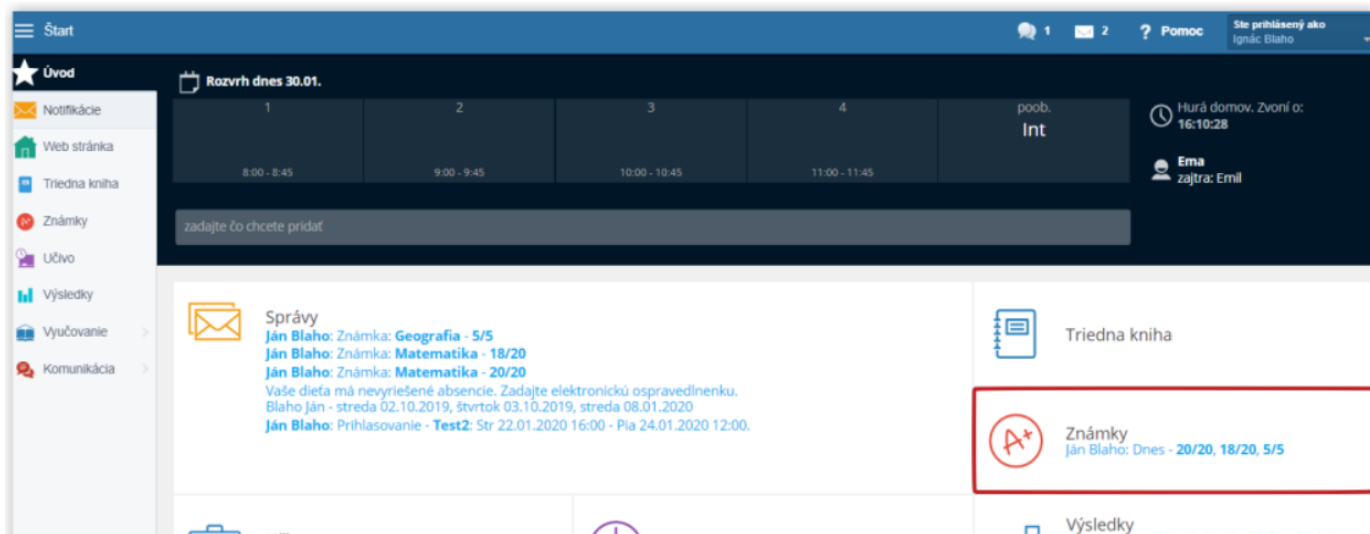 Štart
1
2
? Pomoc
Ste prihlásený ako
Ignác Blaho
Úvod
Notifikácie
Web stránka
Triedna kniha
Známky
Učivo
Výsledky
Vyučovanie
Komunikácia
Rozvrh dnes 30.01.
1 2 3 4 poob.
Int
8:00 - 8:45 9:00 - 9:45 10:00 - 10:45 11:00 - 11:45
Hurá domov. Zvoní o:
16:10:28
Ema
zajtra: Emil
zadajte čo chcete pridať
Správy
Ján Blaho: Známka: Geografia - 5/5
Ján Blaho: Známka: Matematika - 18/20
Ján Blaho: Známka: Matematika - 20/20
Vaše dieťa má nevyriešené absencie. Zadajte elektronickú ospravedlnenku.
Blaho Ján - streda 02.10.2019, štvrtok 03.10.2019, streda 08.01.2020
Ján Blaho: Prihlasovanie - Test2: Str 22.01.2020 16:00 - Pia 24.01.2020 12:00.
Triedna kniha
A+
Známky
Ján Blaho: Dnes - 20/20, 18/20, 5/5
Výsledky